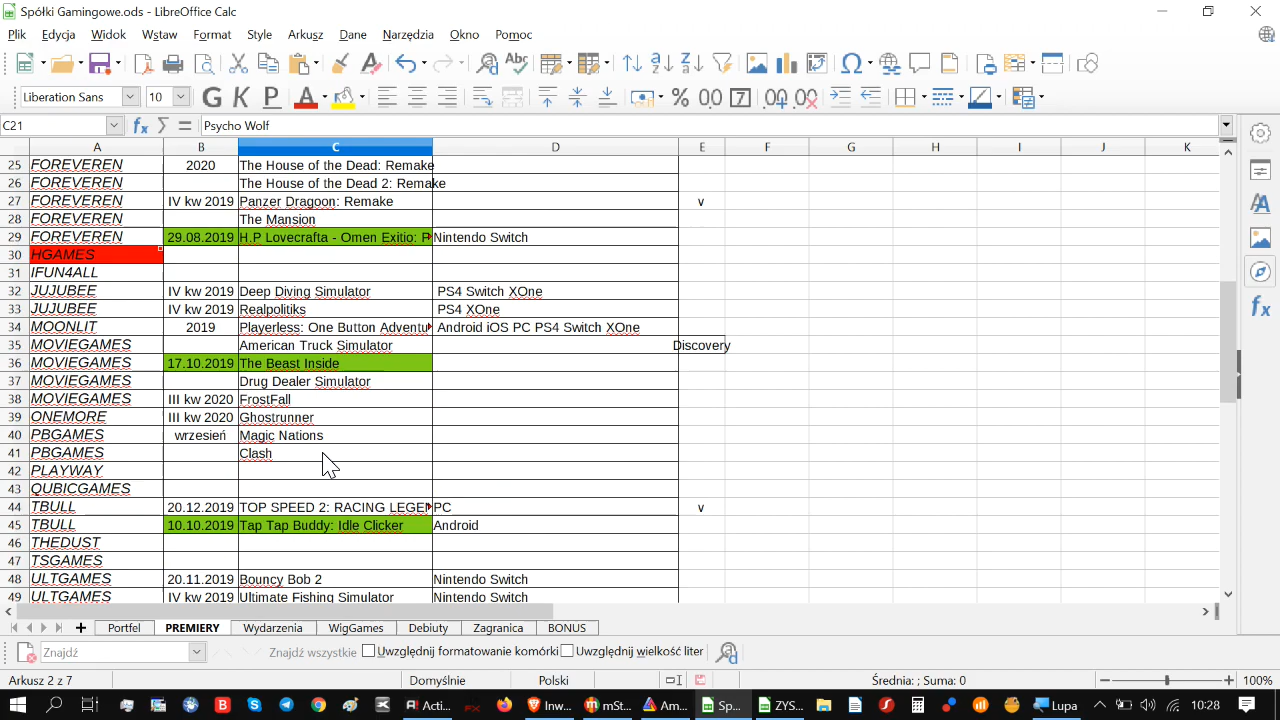 Spółki Gamingowe.ods - LibreOffice Calc
Plik Edycja Widok Wstaw Format Arkusz Style Dane Narzędzia Okno Pomoc
Liberation Sans 10 G K P
C21 Psycho Wolf
A B C D E F G H I J K
25 FOREVEREN 2020 The House of the Dead: Remake
26 FOREVEREN The House of the Dead 2: Remake
27 FOREVEREN IV kw 2019 Panzer Dragoon: Remake v
28 FOREVEREN The Mansion
29 FOREVEREN 29.08.2019 H.P Lovecrafta - Omen Exitio: P Nintendo Switch
30 HGAMES
31 IFUN4ALL
32 JUJUBEE IV kw 2019 Deep Diving Simulator PS4 Switch XOne
33 JUJUBEE IV kw 2019 Realpolitiks PS4 XOne
34 MOONLIT 2019 Playerless: One Button Adventu Android iOS PC PS4 Switch XOne
35 MOVIEGAMES American Truck Simulator Discovery
36 MOVIEGAMES 17.10.2019 The Beast Inside
37 MOVIEGAMES Drug Dealer Simulator
38 MOVIEGAMES III kw 2020 FrostFall
39 ONEMORE III kw 2020 Ghostrunner
40 PBGAMES wrzesień Magic Nations
41 PBGAMES Clash
42 PLAYWAY
43 QUBICGAMES
44 TBULL 20.12.2019 TOP SPEED 2: RACING LEGEN PC v
45 TBULL 10.10.2019 Tap Tap Buddy: Idle Clicker Android
46 THEDUST
47 TSGAMES
48 ULTGAMES 20.11.2019 Bouncy Bob 2 Nintendo Switch
49 ULTGAMES IV kw 2019 Ultimate Fishing Simulator Nintendo Switch
Portfel PREMIERY Wydarzenia WigGames Debiuty Zagranica BONUS
Znajdź Znajdź wszystkie Uwzględnij formatowanie komórki Uwzględnij wielkość liter
Arkusz 2 z 7 Domyślnie Polski Średnia: ; Suma: 0 100%
Acti... Inw... mSt... Am... Sp... ZYS... Lupa 10:28